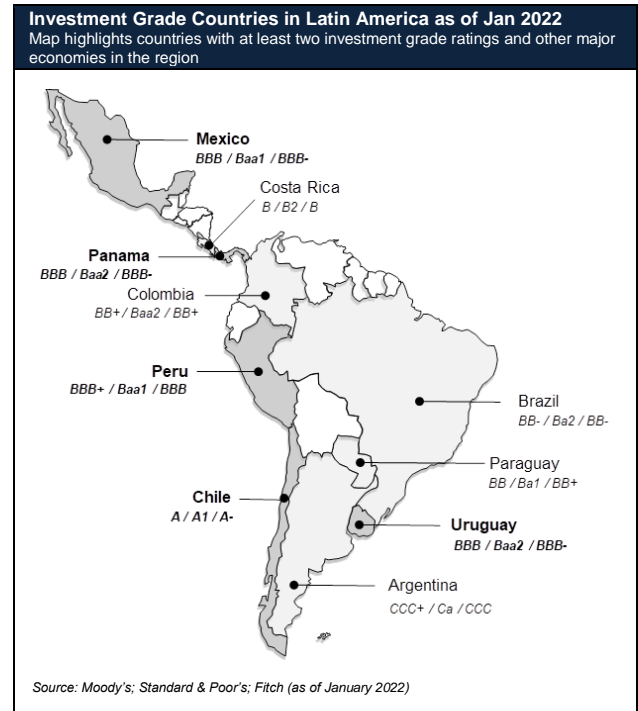 Investment Grade Countries in Latin America as of Jan 2022
Map highlights countries with at least two investment grade ratings and other major
economies in the region
Mexico
BBB / Baa1 / BBB-
Costa Rica
B / B2 / B
Panama
BBB / Baa2 / BBB-
Colombia
BB+ / Baa2 / BB+
Peru
BBB+ / Baa1 / BBB
Brazil
BB- / Ba2 / BB-
Paraguay
BB / Ba1 / BB+
Chile
A / A1 / A-
Uruguay
BBB / Baa2 / BBB-
Argentina
CCC+ / Ca / CCC
Source: Moody's; Standard & Poor's; Fitch (as of January 2022)